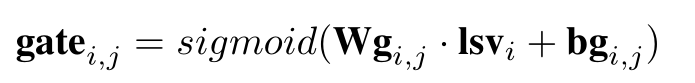 gate_{i,j} = sigmoid(Wg_{i,j} · lsv_i + bg_{i,j})